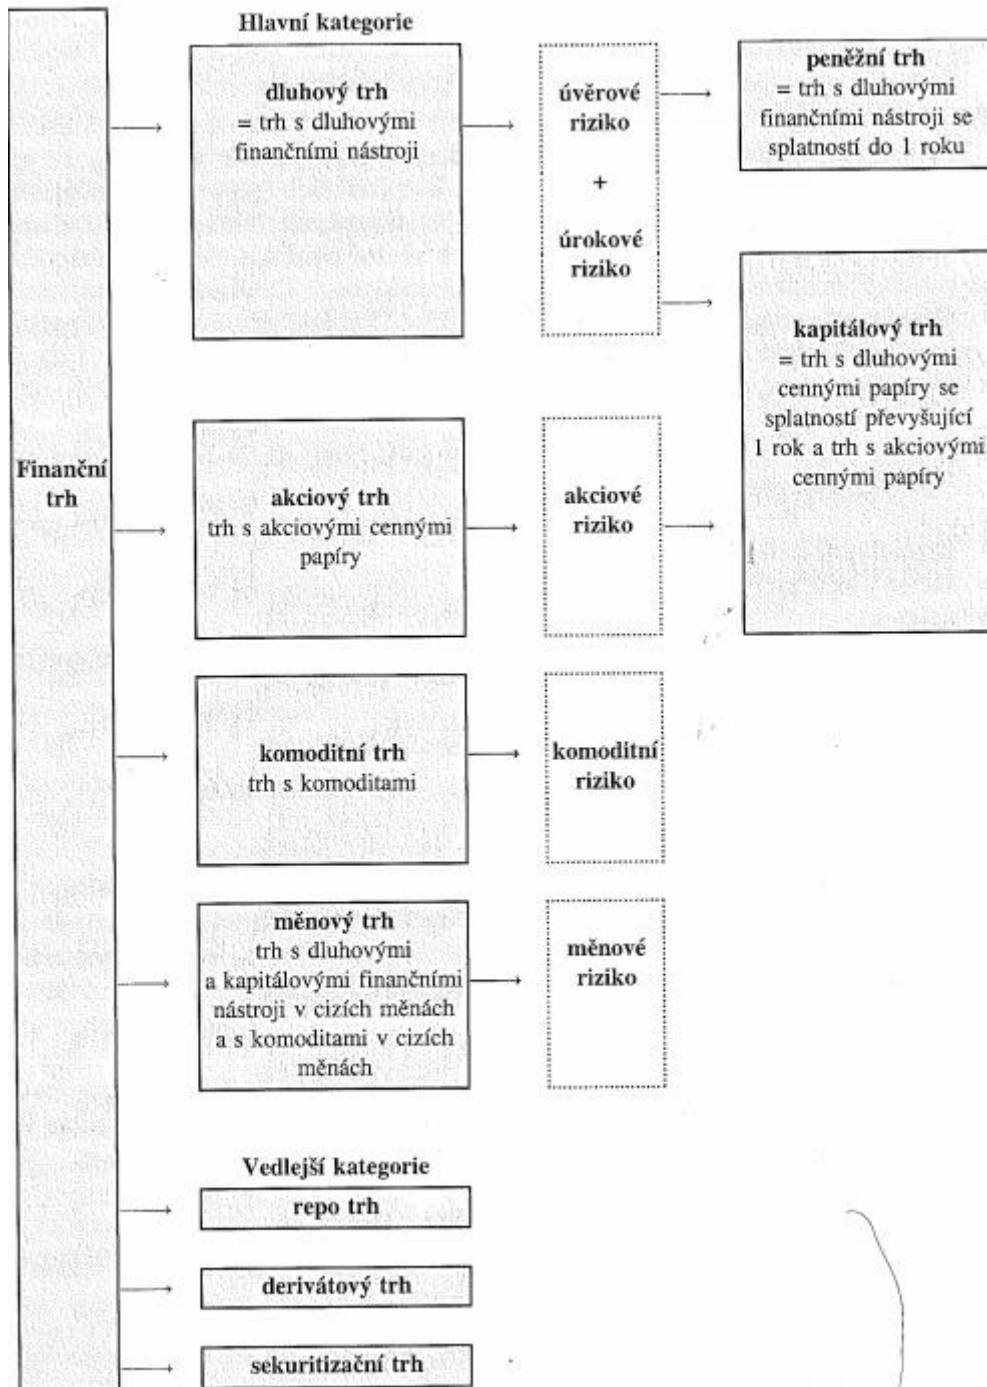 Hlavní kategorie
Finanční
trh
dluhový trh
= trh s dluhovými
finančními nástroji
úvěrové
riziko
+
úrokové
riziko
peněžní trh
= trh s dluhovými
finančními nástroji se
splatností do 1 roku
kapitálový trh
= trh s dluhovými
cennými papíry se
splatností převyšující
1 rok a trh s akciovými
cennými papíry
akciový trh
trh s akciovými cennými
papíry
akciové
riziko
komoditní trh
trh s komoditami
komoditní
riziko
měnový trh
trh s dluhovými
a kapitálovými finančními
nástroji v cizích měnách
a s komoditami v cizích
měnách
měnové
riziko
Vedlejší kategorie
repo trh
derivátový trh
sekuritizační trh